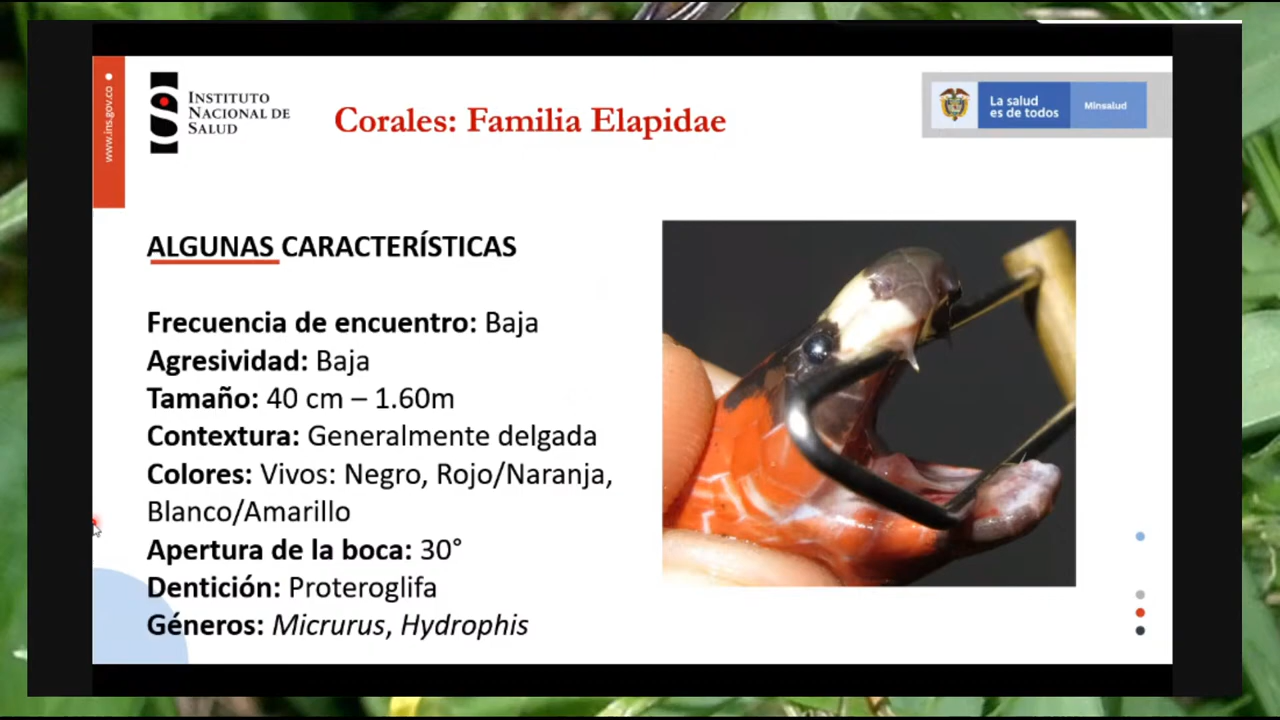 www.ins.gov.co
INSTITUTO
NACIONAL DE
SALUD
Corales: Familia Elapidae
La salud
es de todos
Minsalud
ALGUNAS CARACTERÍSTICAS
Frecuencia de encuentro: Baja
Agresividad: Baja
Tamaño: 40 cm – 1.60m
Contextura: Generalmente delgada
Colores: Vivos: Negro, Rojo/Naranja,
Blanco/Amarillo
Apertura de la boca: 30°
Dentición: Proteroglifa
Géneros: Micrurus, Hydrophis